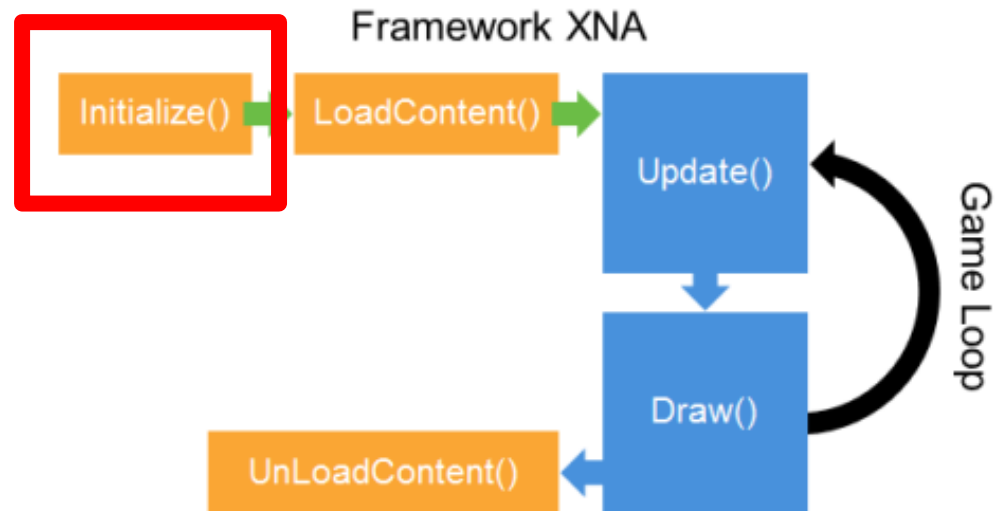 Framework XNA
Initialize()
LoadContent()
Update()
Game Loop
Draw()
UnLoadContent()